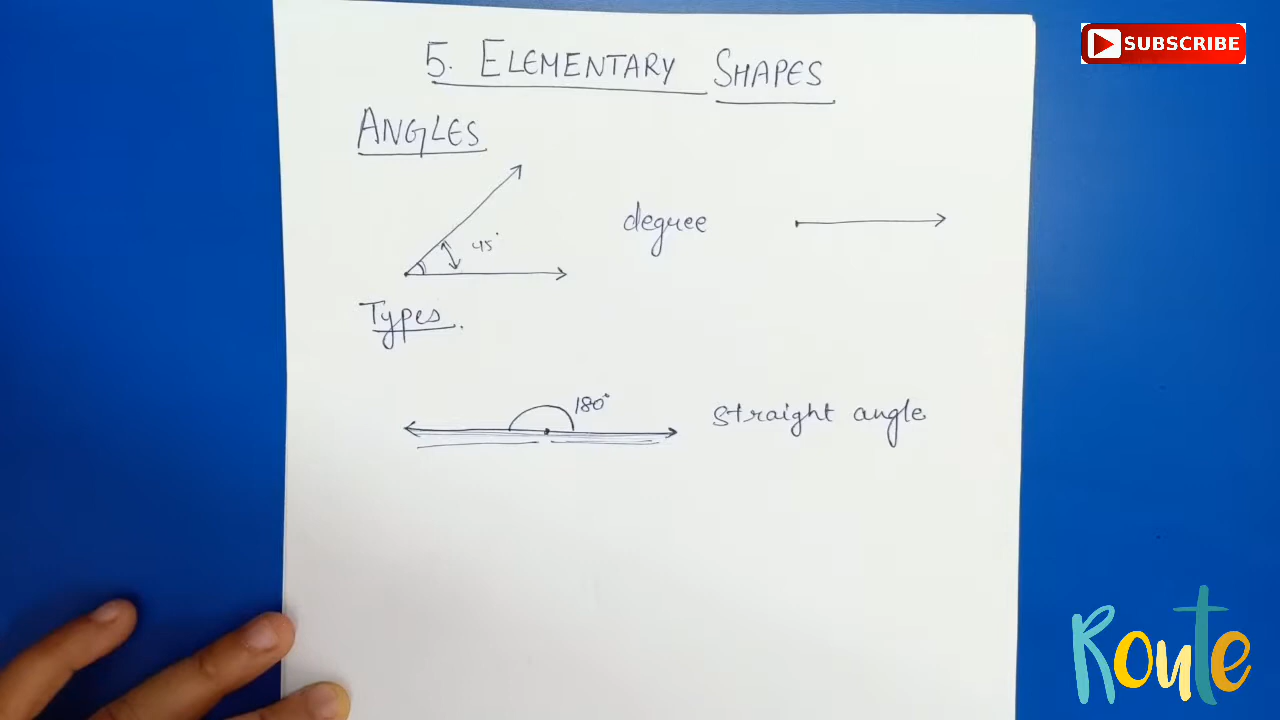 5. ELEMENTARY SHAPES
SUBSCRIBE
ANGLES
degree
45°
Types.
180°
straight angle
Route